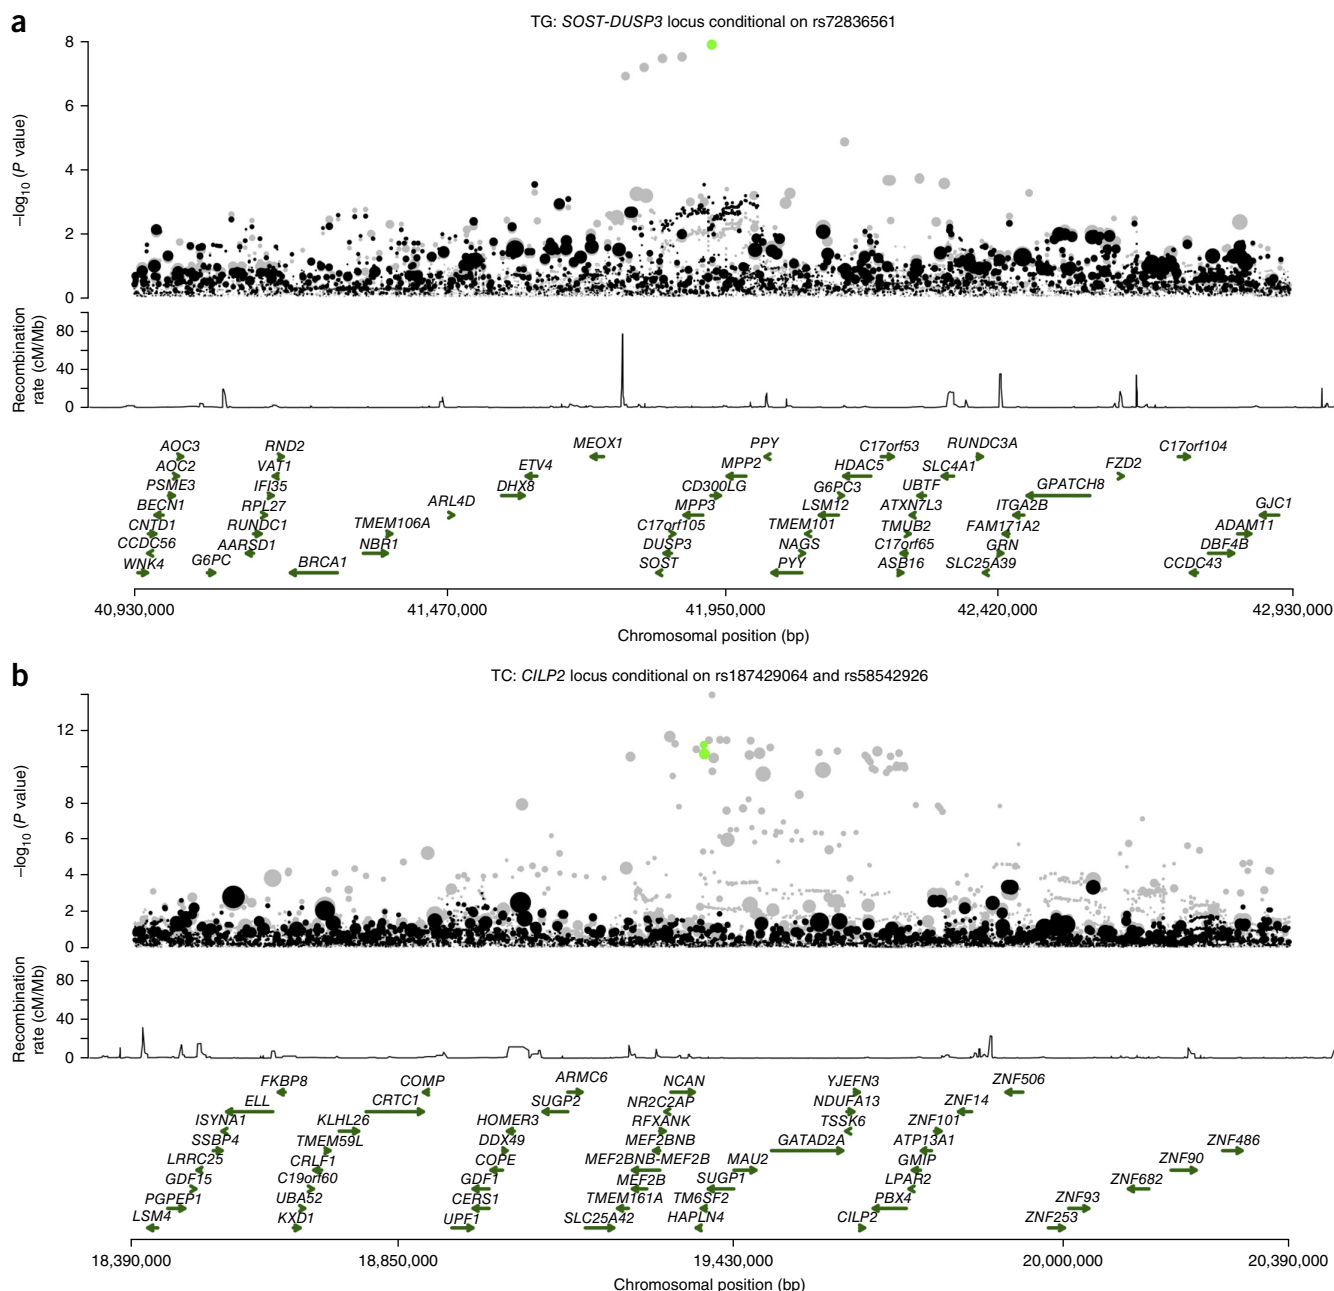 a
TG: SOST-DUSP3 locus conditional on rs72836561
8
6
4
2
0
–log10 (P value)
80
40
0
Recombination
rate (cM/Mb)
AOC3 RND2 MEOX1 PPY C17orf53 RUNDC3A C17orf104
AOC2 VAT1 ETV4 MPP2 HDAC5 SLC4A1 FZD2
PSME3 IFI35 DHX8 CD300LG G6PC3 UBTF GPATCH8
BECN1 RPL27 ARL4D MPP3 LSM12 ATXN7L3 ITGA2B GJC1
CNTD1 RUNDC1 TMEM106A C17orf105 TMEM101 TMUB2 FAM171A2 ADAM11
CCDC56 AARSD1 NBR1 DUSP3 NAGS C17orf65 GRN DBF4B
WNK4 G6PC BRCA1 SOST PYY ASB16 SLC25A39 CCDC43
40,930,000 41,470,000 41,950,000 42,420,000 42,930,000
Chromosomal position (bp)
b
TC: CILP2 locus conditional on rs187429064 and rs58542926
12
8
6
4
2
0
–log10 (P value)
80
40
0
Recombination
rate (cM/Mb)
FKBP8 COMP ARMC6 NCAN YJEFN3 ZNF506
ELL CRTC1 SUGP2 NR2C2AP NDUFA13 ZNF14
ISYNA1 KLHL26 HOMER3 RFXANK TSSK6 ZNF101
SSBP4 TMEM59L DDX49 MEF2BNB GATAD2A ATP13A1 ZNF486
LRRC25 CRLF1 COPE MEF2BNB-MEF2B MAU2 GMIP ZNF90
GDF15 C19orf60 GDF1 MEF2B SUGP1 LPAR2 ZNF682
PGPEP1 UBA52 CERS1 TMEM161A TM6SF2 PBX4 ZNF93
LSM4 KXD1 UPF1 SLC25A42 HAPLN4 CILP2 ZNF253
18,390,000 18,850,000 19,430,000 20,000,000 20,390,000
Chromosomal position (bp)